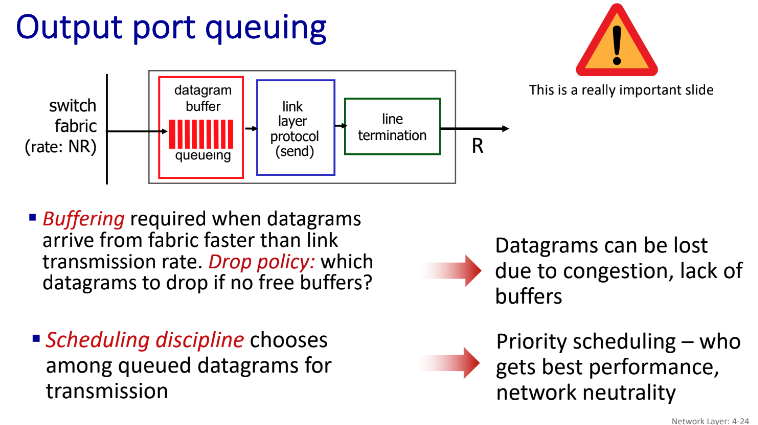 Output port queuing
This is a really important slide
switch
fabric
(rate: NR)
datagram
buffer
queueing
link
layer
protocol
(send)
line
termination
R
Buffering required when datagrams
arrive from fabric faster than link
transmission rate. Drop policy: which
datagrams to drop if no free buffers?
Datagrams can be lost
due to congestion, lack of
buffers
Scheduling discipline chooses
among queued datagrams for
transmission
Priority scheduling – who
gets best performance,
network neutrality
Network Layer: 4-24